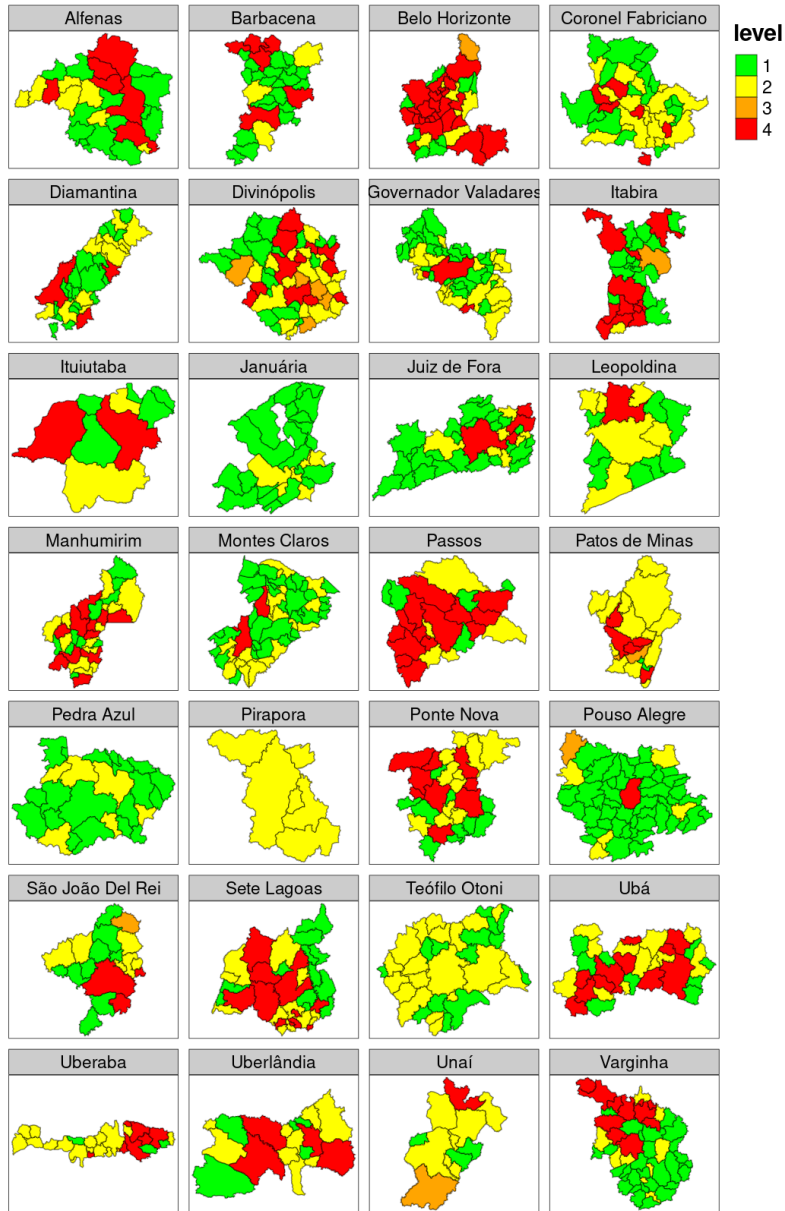 Alfenas
Barbacena
Belo Horizonte
Coronel Fabriciano
level
1
2
3
4
Diamantina
Divinópolis
Governador Valadares
Itabira
Ituiutaba
Januária
Juiz de Fora
Leopoldina
Manhumirim
Montes Claros
Passos
Patos de Minas
Pedra Azul
Pirapora
Ponte Nova
Pouso Alegre
São João Del Rei
Sete Lagoas
Teófilo Otoni
Ubá
Uberaba
Uberlândia
Unaí
Varginha